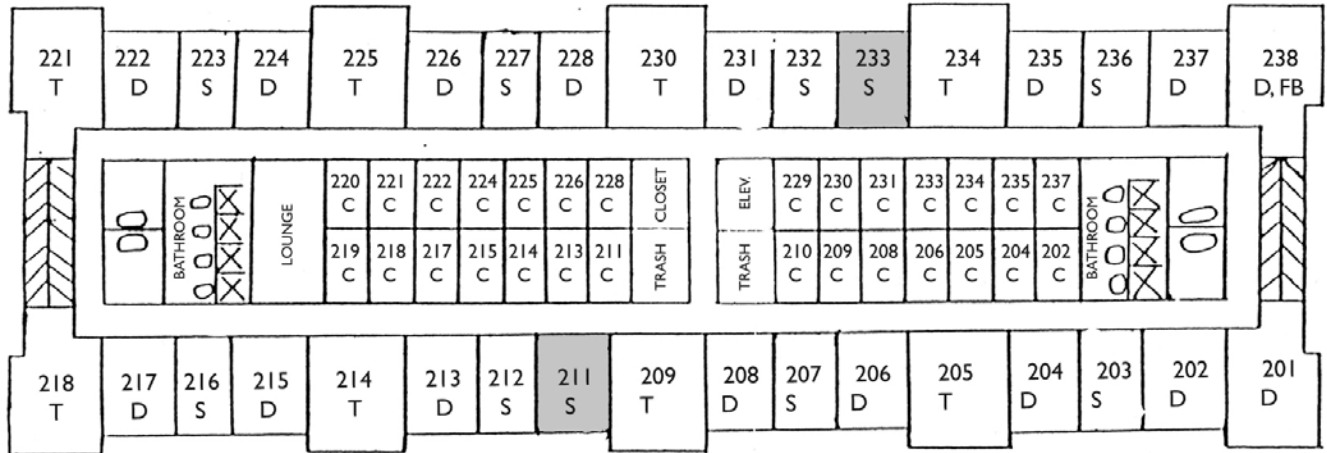 221 222 223 224 225 226 227 228 230 231 232 233 234 235 236 237 238
T D S D T D S D T D S S T D S D D, FB
BATHROOM
LOUNGE
220 221 222 224 225 226 228
C C C C C C C
219 218 217 215 214 213 211
C C C C C C C
CLOSET
TRASH
ELEV.
TRASH
229 230 231 233 234 235 237
C C C C C C C
210 209 208 206 205 204 202
C C C C C C C
BATHROOM
218 217 216 215 214 213 212 211 209 208 207 206 205 204 203 202 201
T D S D T D S S T D S D T D S D D